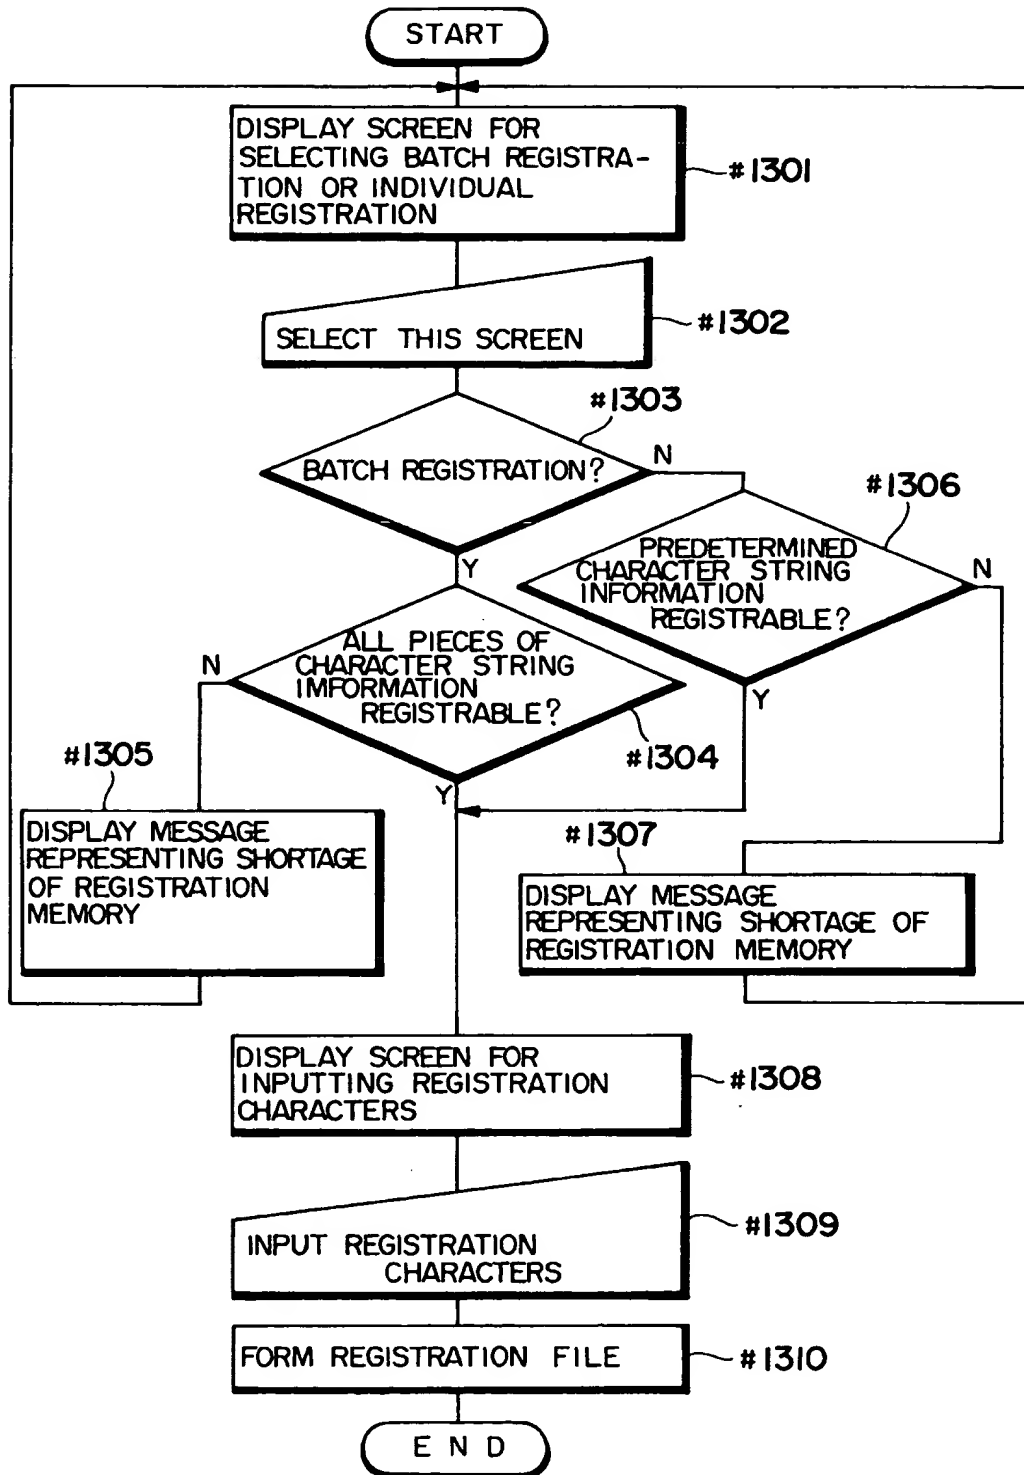 START
DISPLAY SCREEN FOR
SELECTING BATCH REGISTRA-
TION OR INDIVIDUAL
REGISTRATION
#1301
SELECT THIS SCREEN
#1302
#1303
BATCH REGISTRATION?
N
Y
#1306
PREDETERMINED
CHARACTER STRING
INFORMATION
REGISTRABLE?
N
Y
ALL PIECES OF
CHARACTER STRING
IMFORMATION
REGISTRABLE?
N
#1304
Y
#1305
DISPLAY MESSAGE
REPRESENTING SHORTAGE
OF REGISTRATION
MEMORY
#1307
DISPLAY MESSAGE
REPRESENTING SHORTAGE OF
REGISTRATION MEMORY
DISPLAY SCREEN FOR
INPUTTING REGISTRATION
CHARACTERS
#1308
INPUT REGISTRATION
CHARACTERS
#1309
FORM REGISTRATION FILE
#1310
END